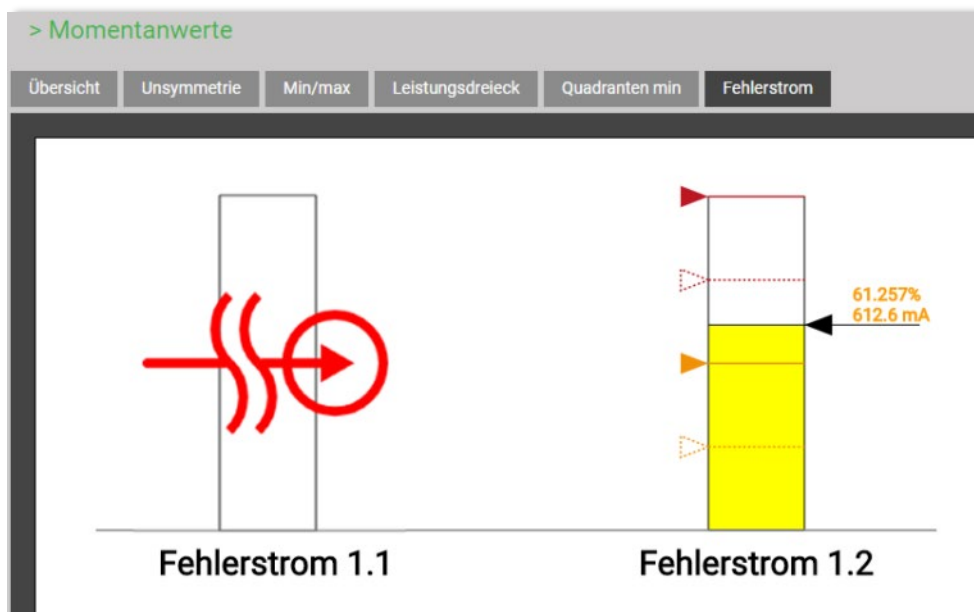 > Momentanwerte
Übersicht
Unsymmetrie
Min/max
Leistungsdreieck
Quadranten min
Fehlerstrom
61.257%
612.6 mA
Fehlerstrom 1.1
Fehlerstrom 1.2